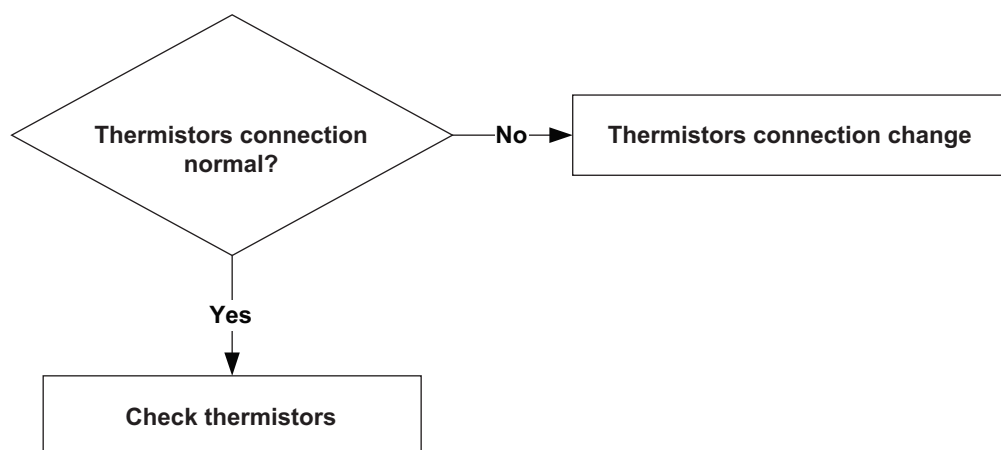 Thermistors connection
normal?
No
Thermistors connection change
Yes
Check thermistors